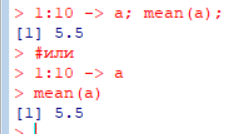 > 1:10 -> a; mean(a);
[1] 5.5
> #или
> 1:10 -> a
> mean(a)
[1] 5.5
>